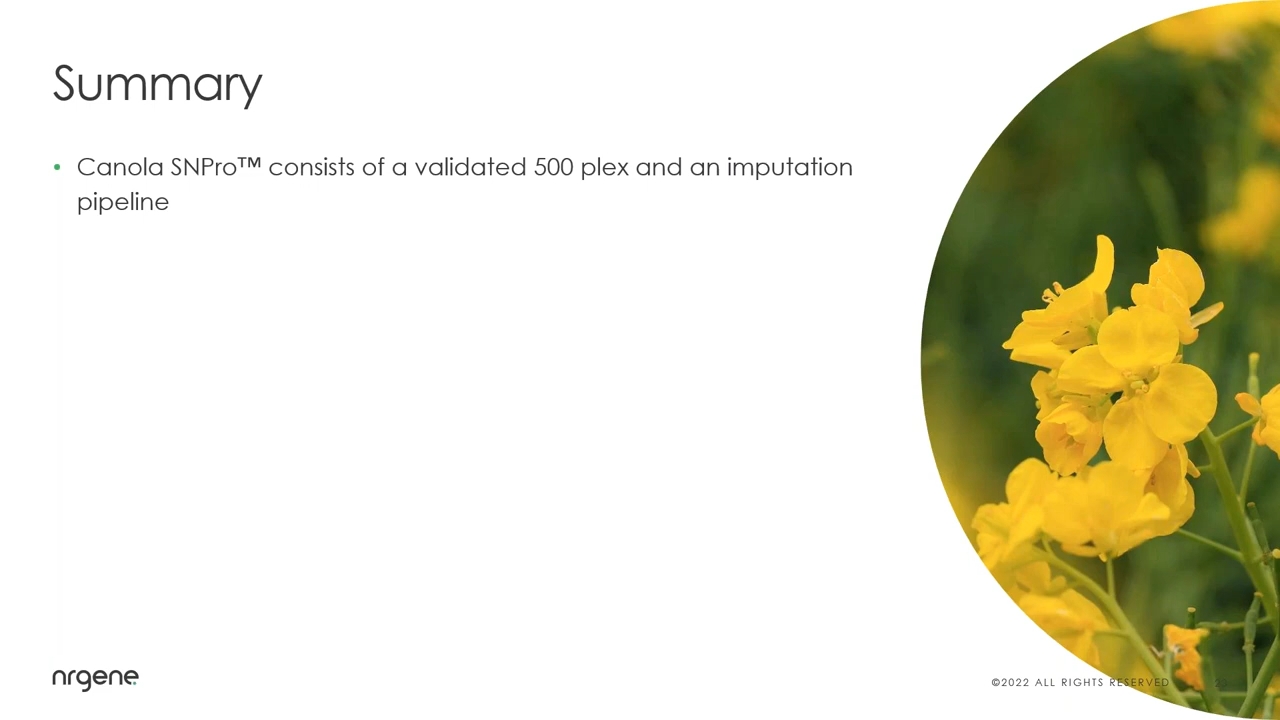 Summary
• Canola SNPro™ consists of a validated 500 plex and an imputation
pipeline
nrgene
©2022 ALL RIGHTS RESERVED